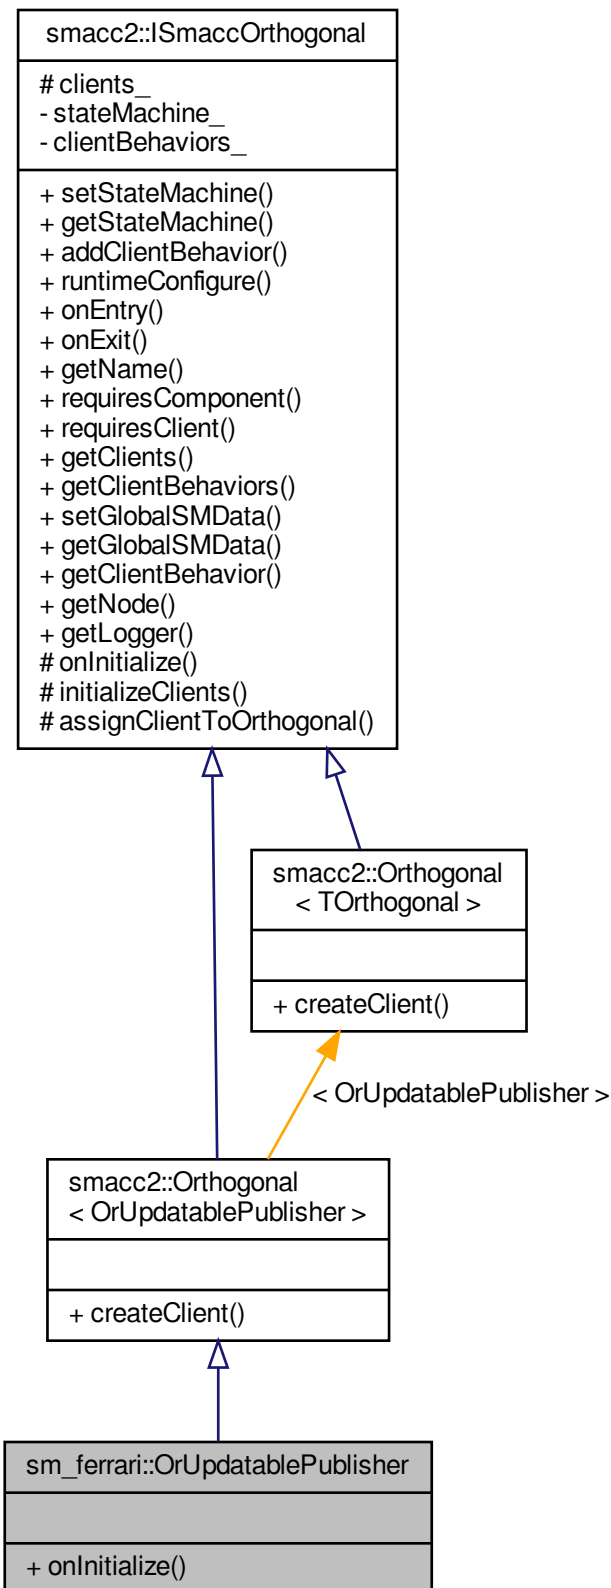 smacc2::ISmaccOrthogonal
# clients_
- stateMachine_
- clientBehaviors_
+ setStateMachine()
+ getStateMachine()
+ addClientBehavior()
+ runtimeConfigure()
+ onEntry()
+ onExit()
+ getName()
+ requiresComponent()
+ requiresClient()
+ getClients()
+ getClientBehaviors()
+ setGlobalSMData()
+ getGlobalSMData()
+ getClientBehavior()
+ getNode()
+ getLogger()
# onInitialize()
# initializeClients()
# assignClientToOrthogonal()
smacc2::Orthogonal
< TOrthogonal >
+ createClient()
< OrUpdatablePublisher >
smacc2::Orthogonal
< OrUpdatablePublisher >
+ createClient()
sm_ferrari::OrUpdatablePublisher
+ onInitialize()